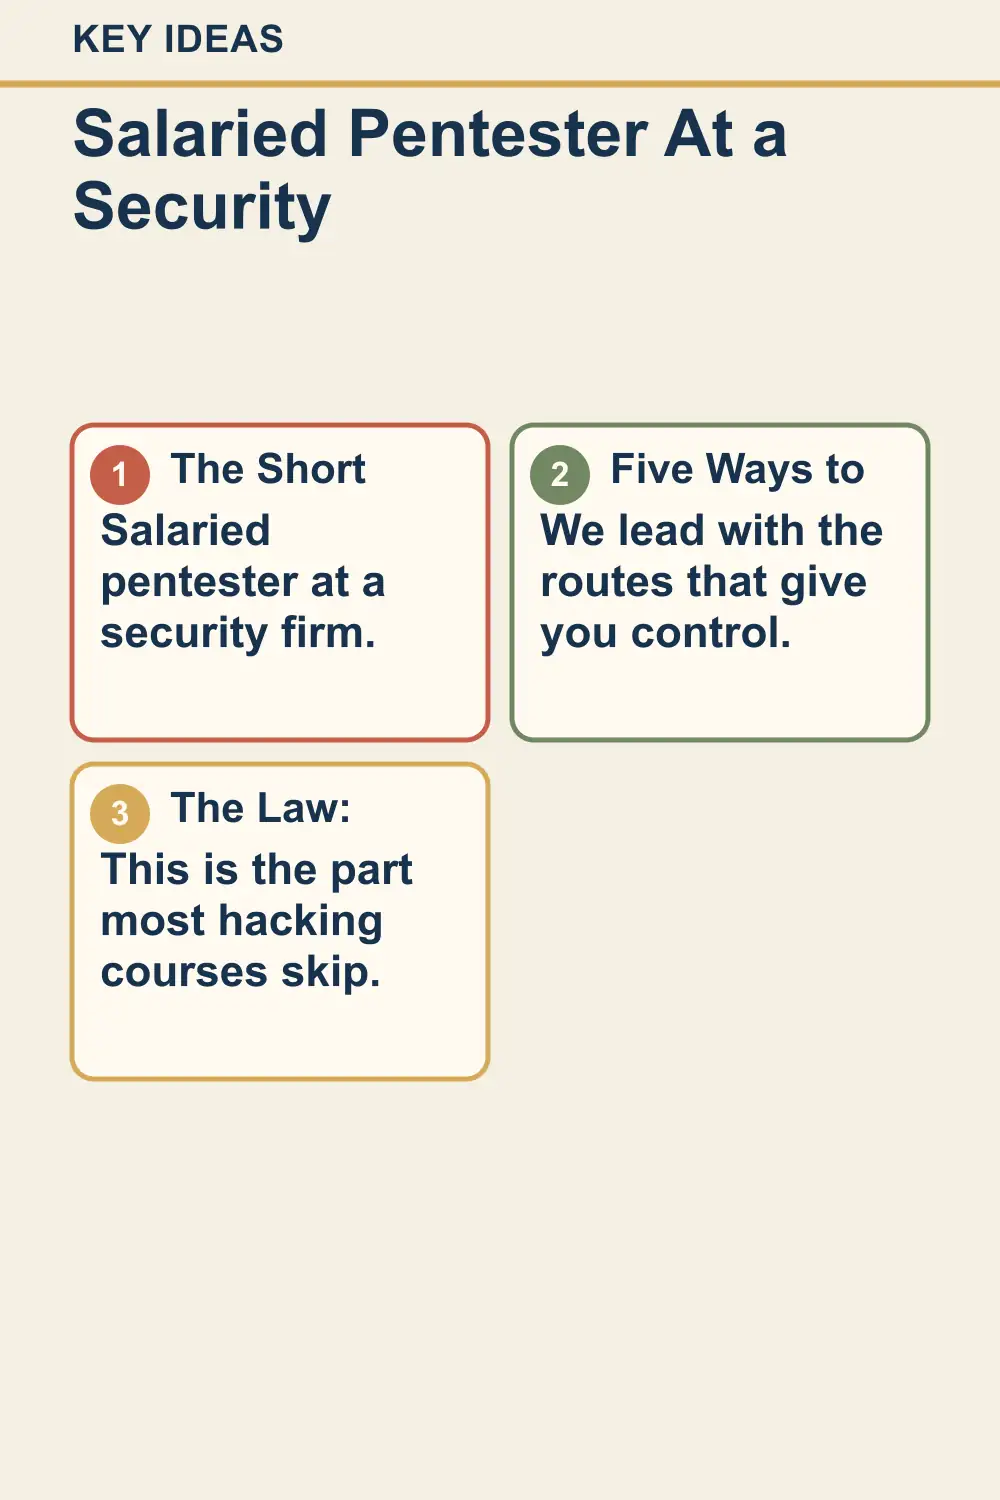 KEY IDEAS
Salaried Pentester At a
Security
1 The Short
Salaried
pentester at a
security firm.
2 Five Ways to
We lead with the
routes that give
you control.
3 The Law:
This is the part
most hacking
courses skip.